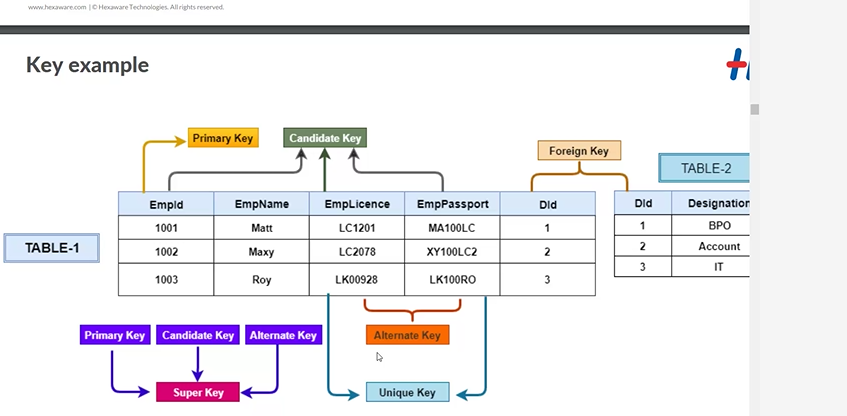 www.hexaware.com | © Hexaware Technologies. All rights reserved.
Key example
Primary Key
Candidate Key
Foreign Key
TABLE-2
EmpId EmpName EmpLicence EmpPassport DId
DId Designation
1001 Matt LC1201 MA100LC 1
1 BPO
TABLE-1
1002 Maxy LC2078 XY100LC2 2
2 Account
1003 Roy LK00928 LK100RO 3
3 IT
Primary Key Candidate Key Alternate Key
Alternate Key
Super Key
Unique Key